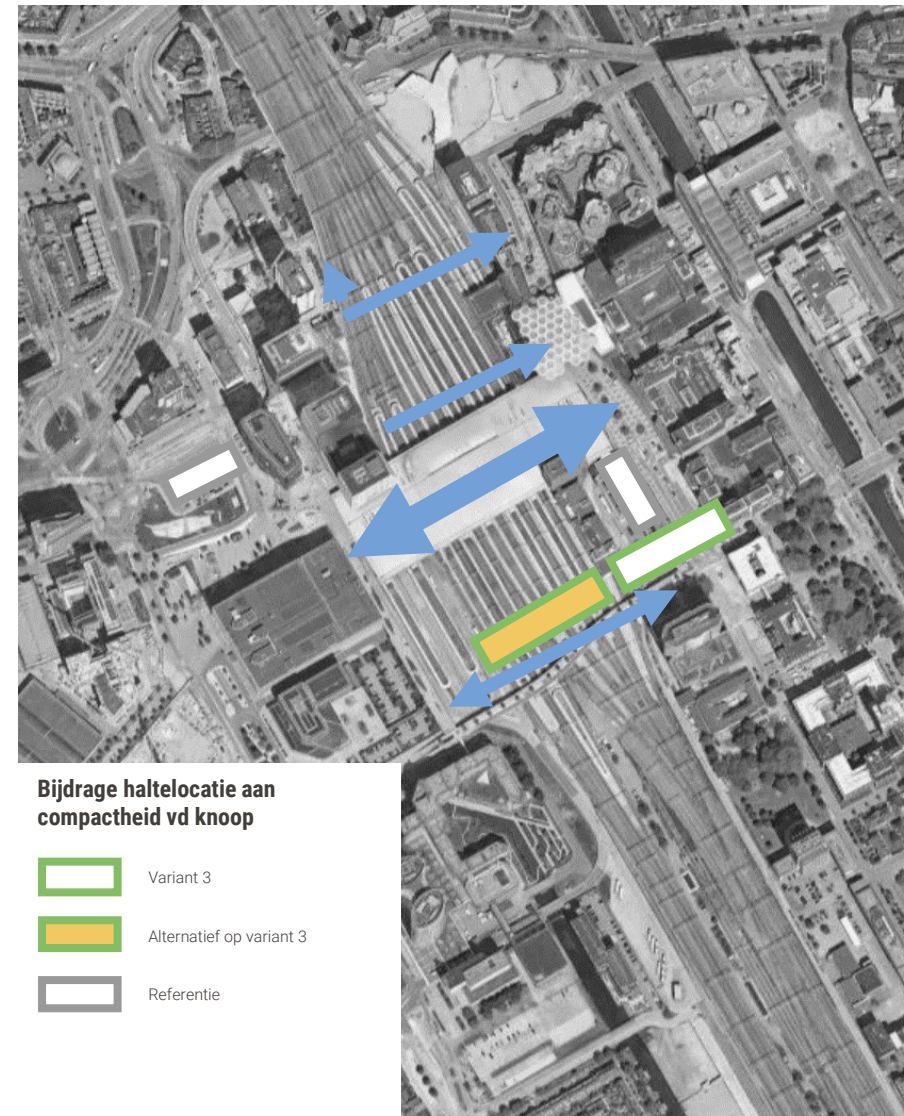 Bijdrage haltelocatie aan
compactheid vd knoop
Variant 3
Alternatief op variant 3
Referentie